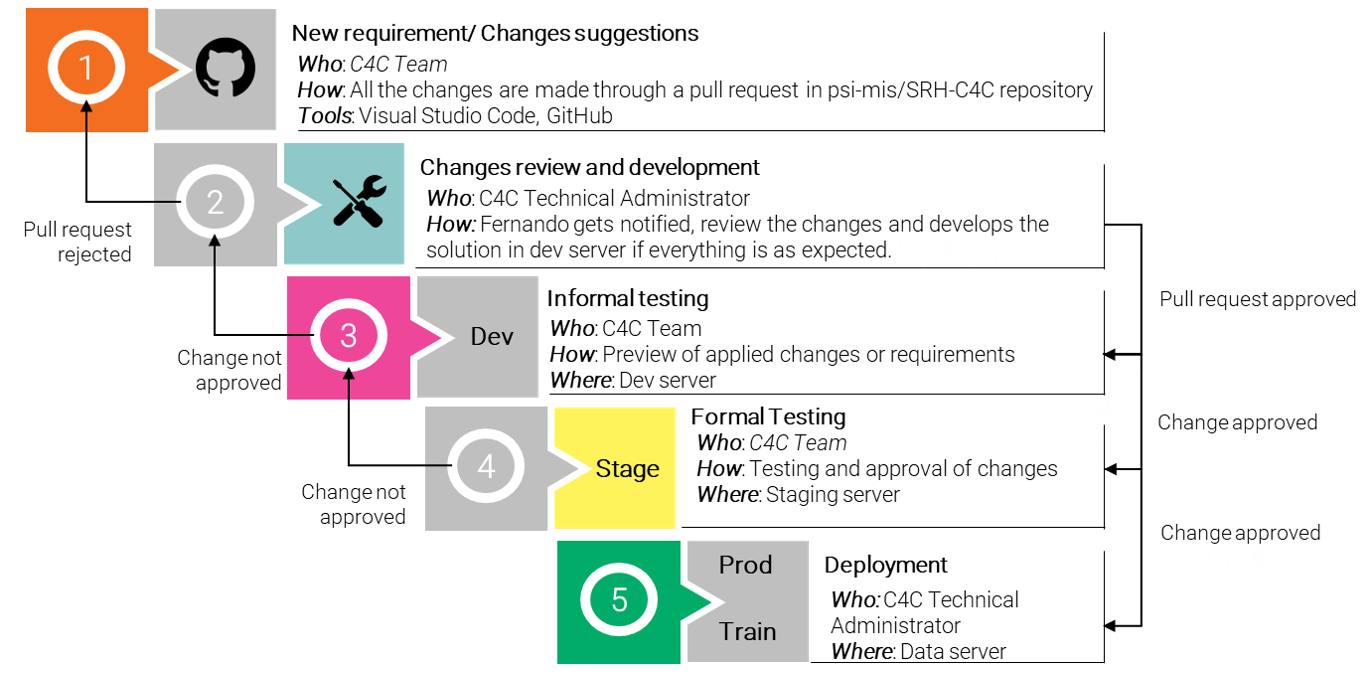 1
New requirement/ Changes suggestions
Who: C4C Team
How: All the changes are made through a pull request in psi-mis/SRH-C4C repository
Tools: Visual Studio Code, GitHub
2
Changes review and development
Who: C4C Technical Administrator
How: Fernando gets notified, review the changes and develops the
solution in dev server if everything is as expected.
Pull request
rejected
3
Dev
Informal testing
Who: C4C Team
How: Preview of applied changes or requirements
Where: Dev server
Pull request approved
Change not
approved
4
Stage
Formal Testing
Who: C4C Team
How: Testing and approval of changes
Where: Staging server
Change approved
Change not
approved
Change approved
5
Prod
Train
Deployment
Who: C4C Technical
Administrator
Where: Data server